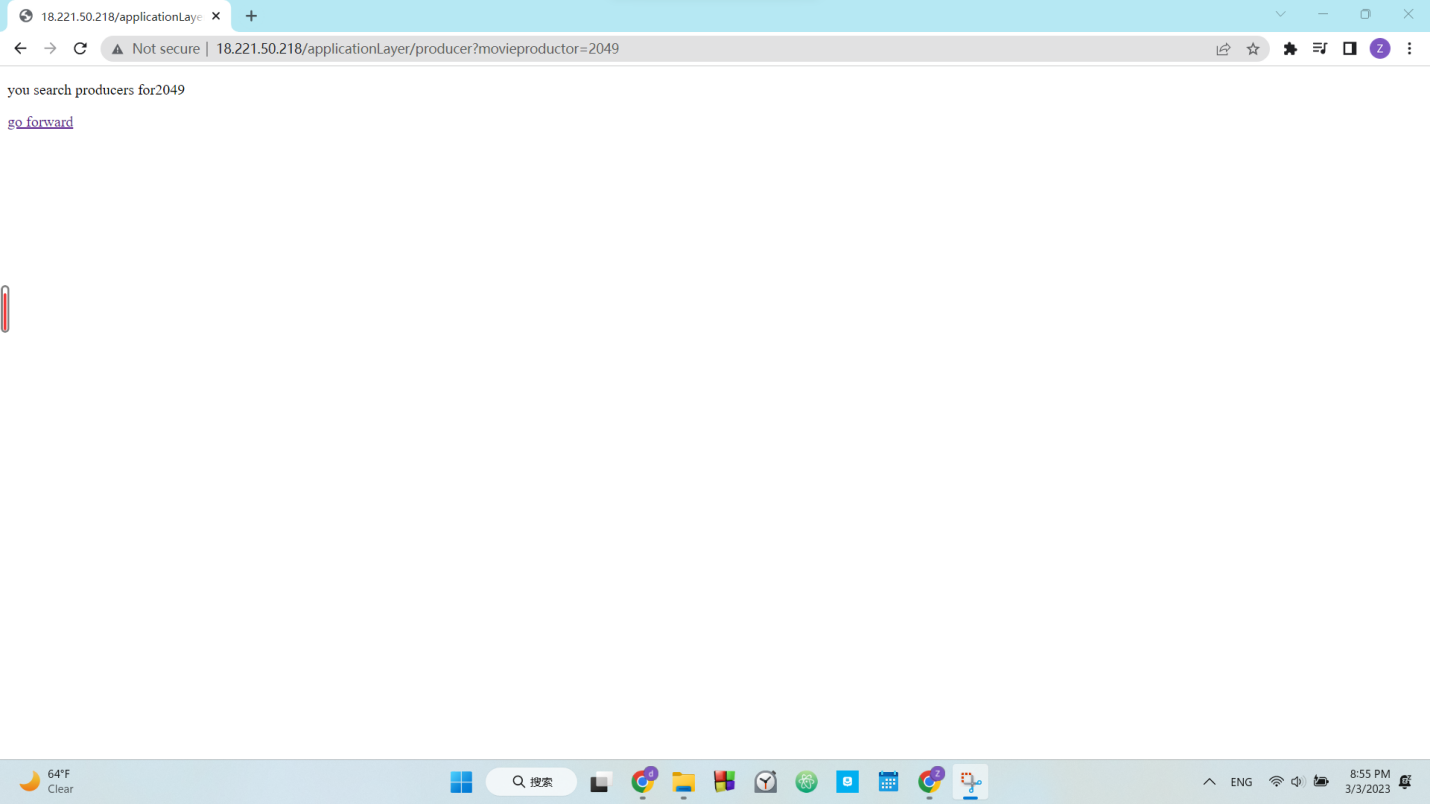 18.221.50.218/applicationLaye
Not secure | 18.221.50.218/applicationLayer/producer?movieproductor=2049
Z
you search producers for2049
go forward
64°F
Clear
搜索
d
Z
ENG
8:55 PM
3/3/2023